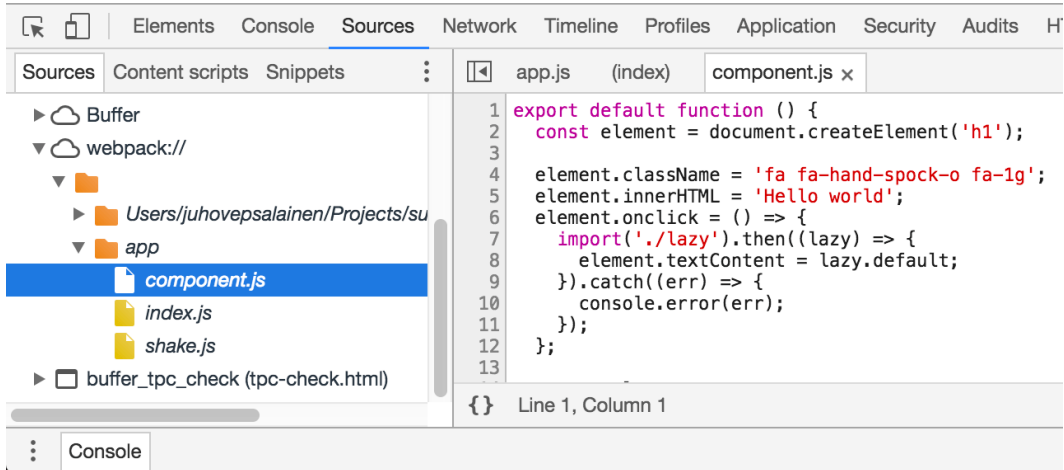 Elements Console Sources Network Timeline Profiles Application Security Audits
Sources Content scripts Snippets
app.js (index) component.js ×
Buffer
webpack://
Users/juhovepsalainen/Projects/su
app
component.js
index.js
shake.js
buffer_tpc_check (tpc-check.html)
1 export default function () {
2 const element = document.createElement('h1');
3
4 element.className = 'fa fa-hand-spock-o fa-1g';
5 element.innerHTML = 'Hello world';
6 element.onclick = () => {
7 import('./lazy').then((lazy) => {
8 element.textContent = lazy.default;
9 }).catch((err) => {
10 console.error(err);
11 });
12 };
13
{} Line 1, Column 1
Console